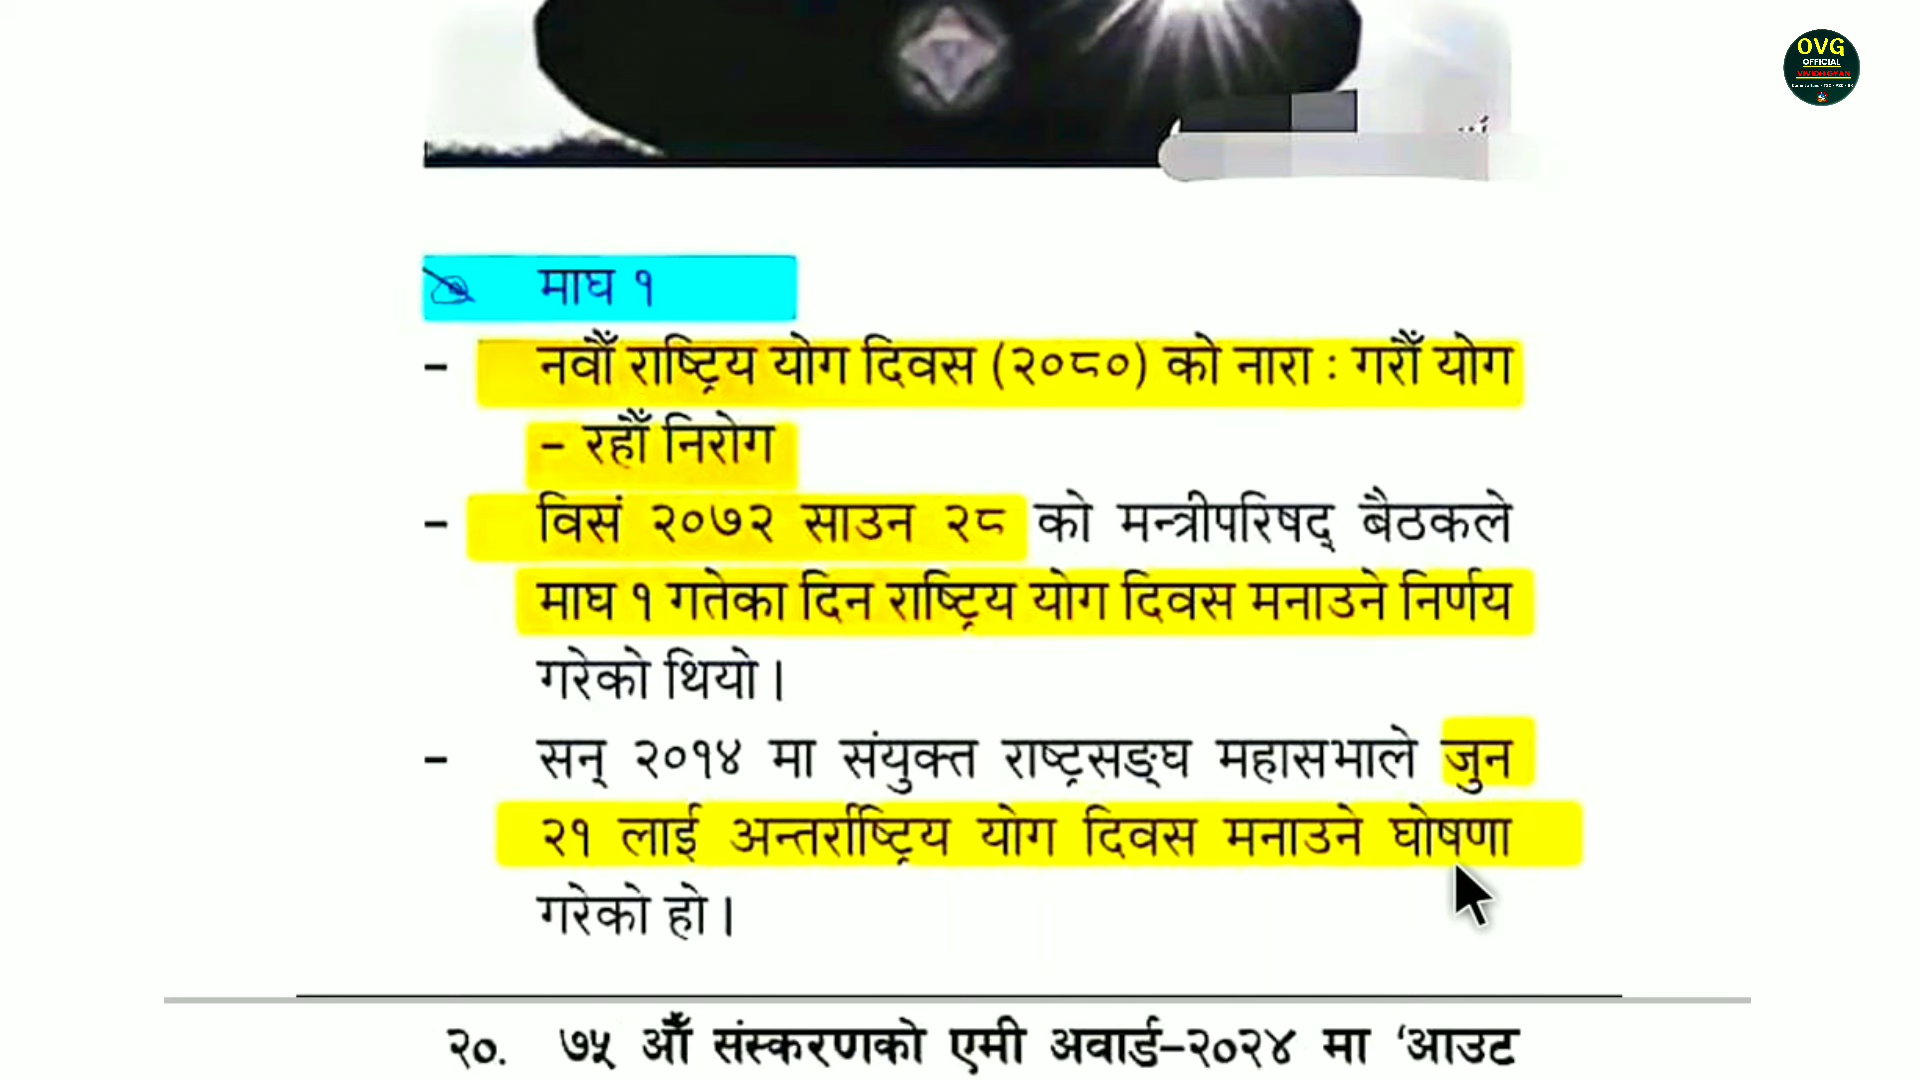 OVG
OFFICIAL
VIVIDH GYAN
माघ १
– नवौँ राष्ट्रिय योग दिवस (२०८०) को नारा : गरौँ योग
– रहौँ निरोग
– विसं २०७२ साउन २८ को मन्त्रीपरिषद् बैठकले
माघ १ गतेका दिन राष्ट्रिय योग दिवस मनाउने निर्णय
गरेको थियो।
– सन् २०१४ मा संयुक्त राष्ट्रसङ्घ महासभाले जुन
२१ लाई अन्तर्राष्ट्रिय योग दिवस मनाउने घोषणा
गरेको हो।
२०. ७५ औँ संस्करणको एमी अवार्ड–२०२४ मा ‘आउट